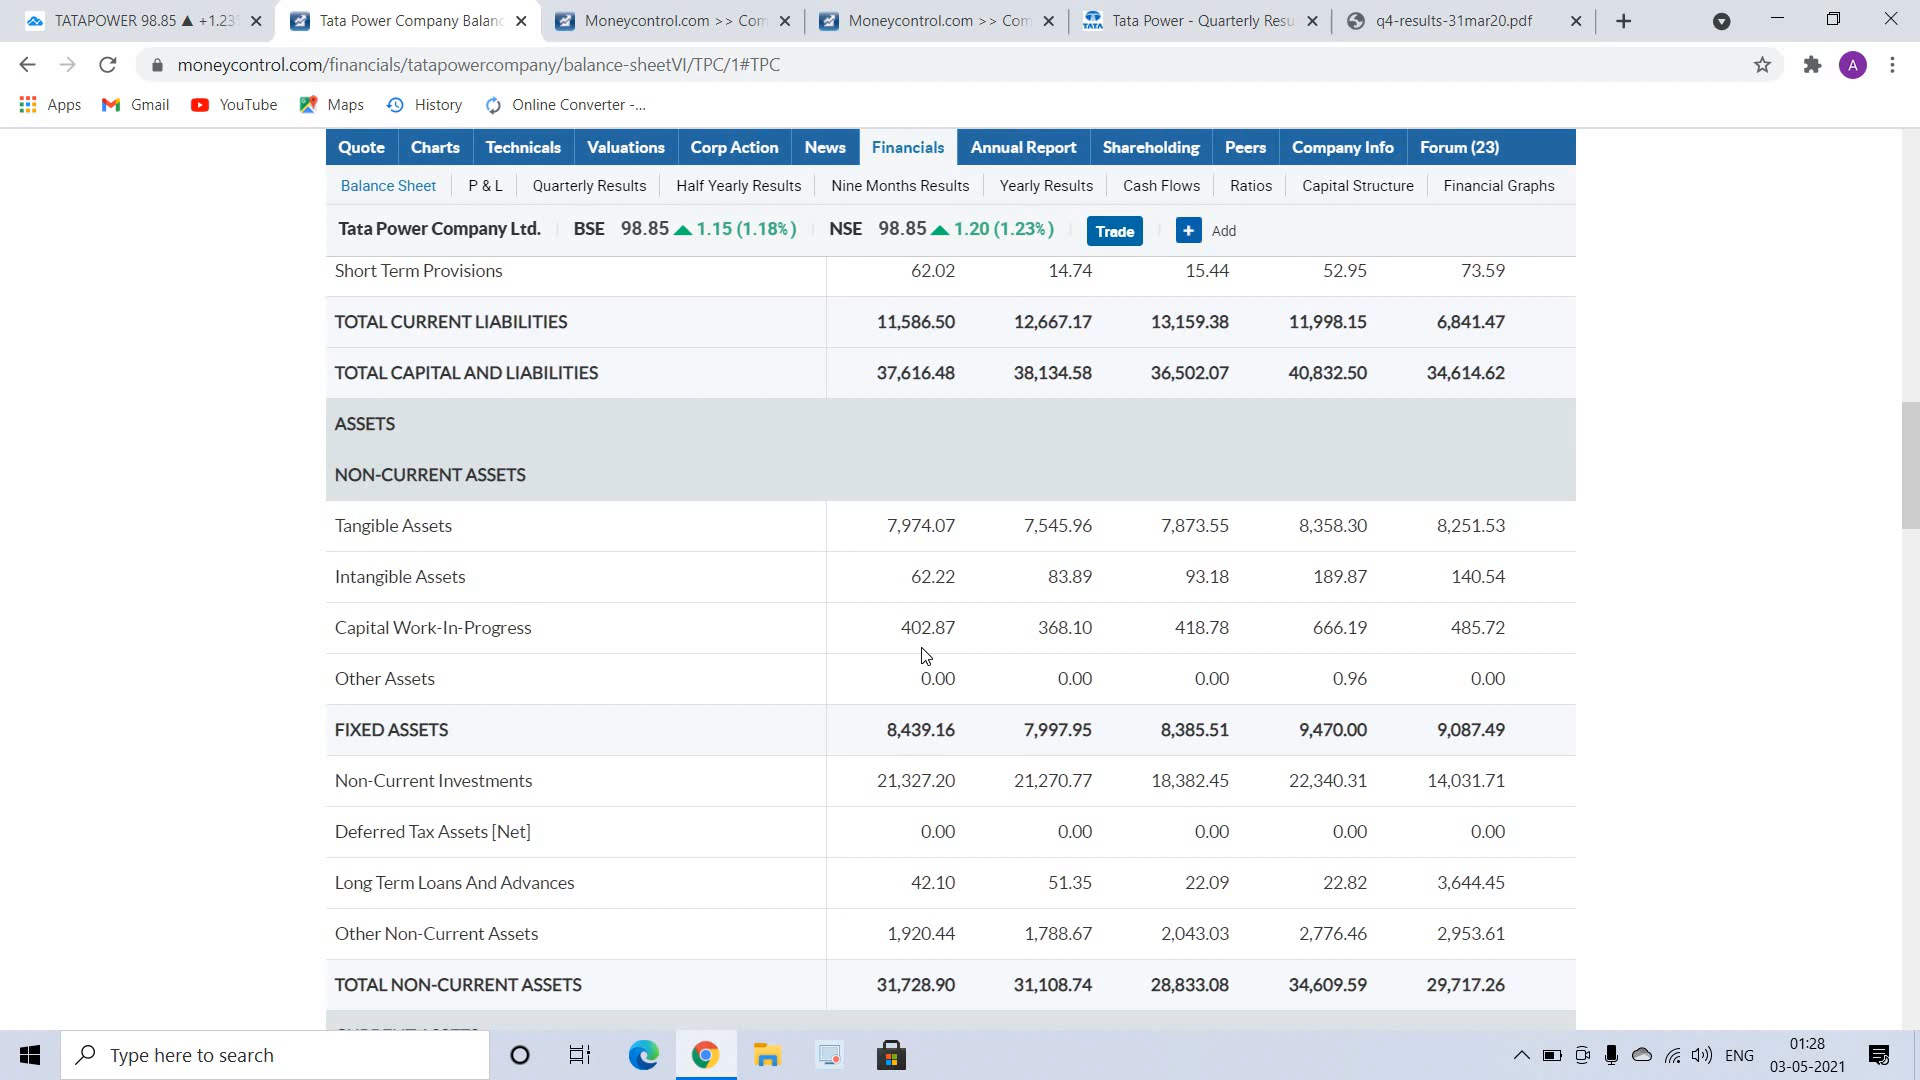 TATAPOWER 98.85 ▲ +1.23
Tata Power Company Balanc
Moneycontrol.com >> Com
Moneycontrol.com >> Com
TATA
Tata Power - Quarterly Resu
q4-results-31mar20.pdf
moneycontrol.com/financials/tatapowercompany/balance-sheetVI/TPC/1#TPC
A
Apps Gmail YouTube Maps History Online Converter -...
Quote Charts Technicals Valuations Corp Action News Financials Annual Report Shareholding Peers Company Info Forum (23)
Balance Sheet P & L Quarterly Results Half Yearly Results Nine Months Results Yearly Results Cash Flows Ratios Capital Structure Financial Graphs
Tata Power Company Ltd. BSE 98.85 ▲ 1.15 (1.18%) NSE 98.85 ▲ 1.20 (1.23%) Trade + Add
Short Term Provisions 62.02 14.74 15.44 52.95 73.59
TOTAL CURRENT LIABILITIES 11,586.50 12,667.17 13,159.38 11,998.15 6,841.47
TOTAL CAPITAL AND LIABILITIES 37,616.48 38,134.58 36,502.07 40,832.50 34,614.62
ASSETS
NON-CURRENT ASSETS
Tangible Assets 7,974.07 7,545.96 7,873.55 8,358.30 8,251.53
Intangible Assets 62.22 83.89 93.18 189.87 140.54
Capital Work-In-Progress 402.87 368.10 418.78 666.19 485.72
Other Assets 0.00 0.00 0.00 0.96 0.00
FIXED ASSETS 8,439.16 7,997.95 8,385.51 9,470.00 9,087.49
Non-Current Investments 21,327.20 21,270.77 18,382.45 22,340.31 14,031.71
Deferred Tax Assets [Net] 0.00 0.00 0.00 0.00 0.00
Long Term Loans And Advances 42.10 51.35 22.09 22.82 3,644.45
Other Non-Current Assets 1,920.44 1,788.67 2,043.03 2,776.46 2,953.61
TOTAL NON-CURRENT ASSETS 31,728.90 31,108.74 28,833.08 34,609.59 29,717.26
Type here to search
ENG
01:28
03-05-2021